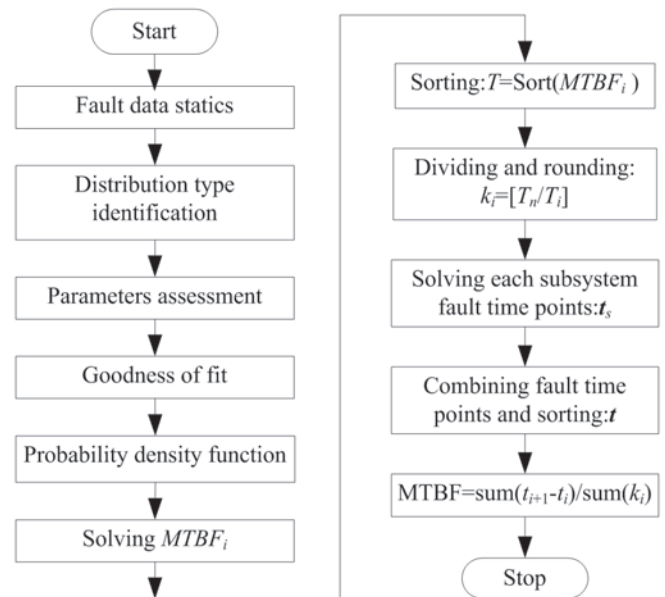 Start
Fault data statics
Distribution type
identification
Parameters assessment
Goodness of fit
Probability density function
Solving MTBFᵢ
Sorting:T=Sort(MTBFᵢ )
Dividing and rounding:
kᵢ=[Tₙ/Tᵢ]
Solving each subsystem
fault time points:tₛ
Combining fault time
points and sorting:t
MTBF=sum(tᵢ₊₁-tᵢ)/sum(kᵢ)
Stop